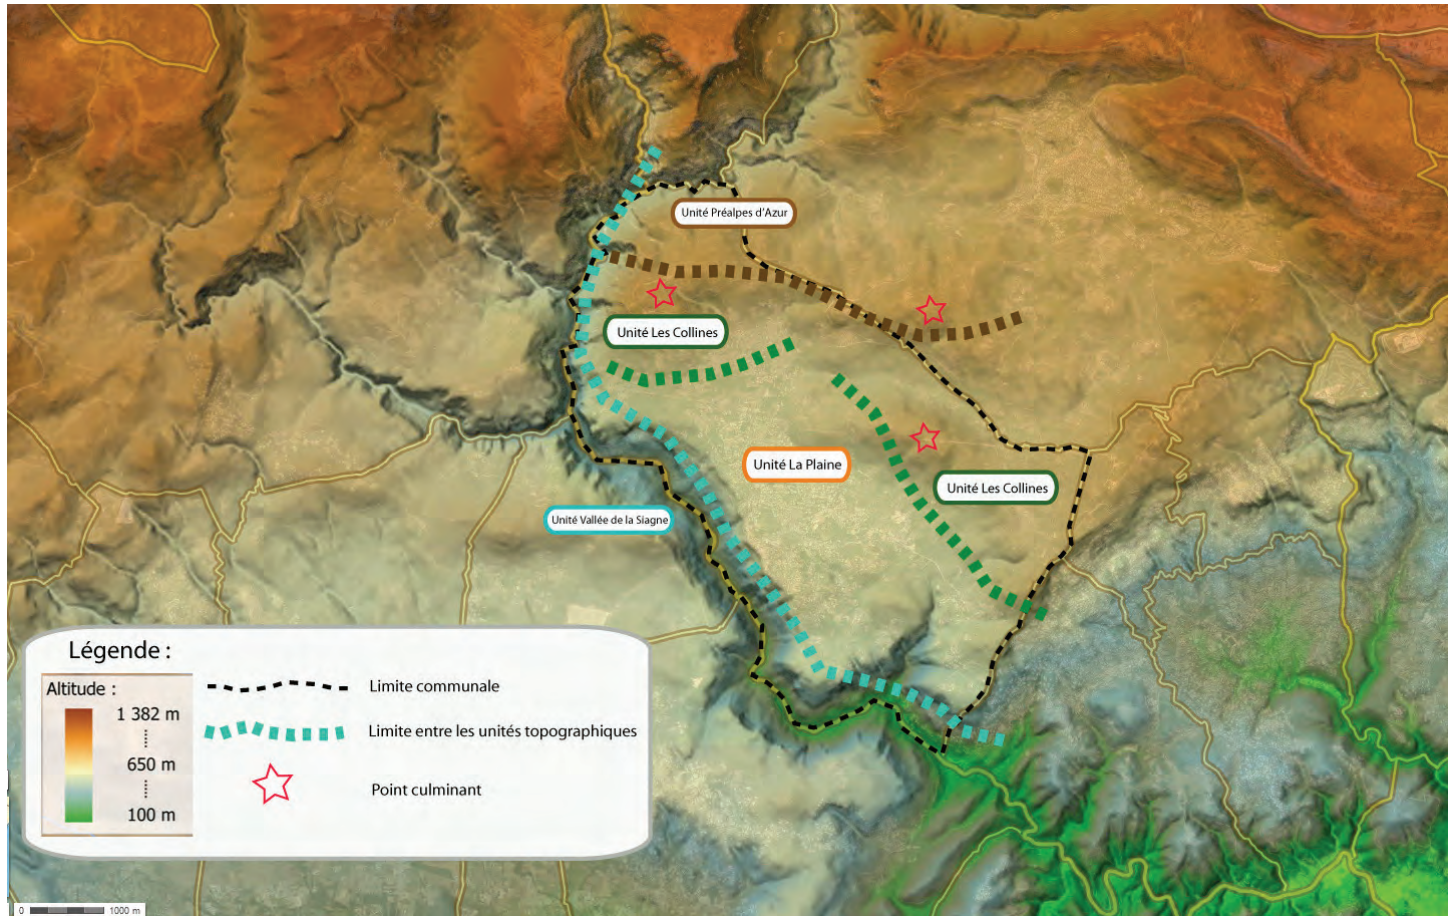 Unité Préalpes d'Azur
Unité Les Collines
Unité La Plaine
Unité Les Collines
Unité Vallée de la Siagne
Légende :
Altitude :
1 382 m
650 m
100 m
Limite communale
Limite entre les unités topographiques
Point culminant
0 1000 m